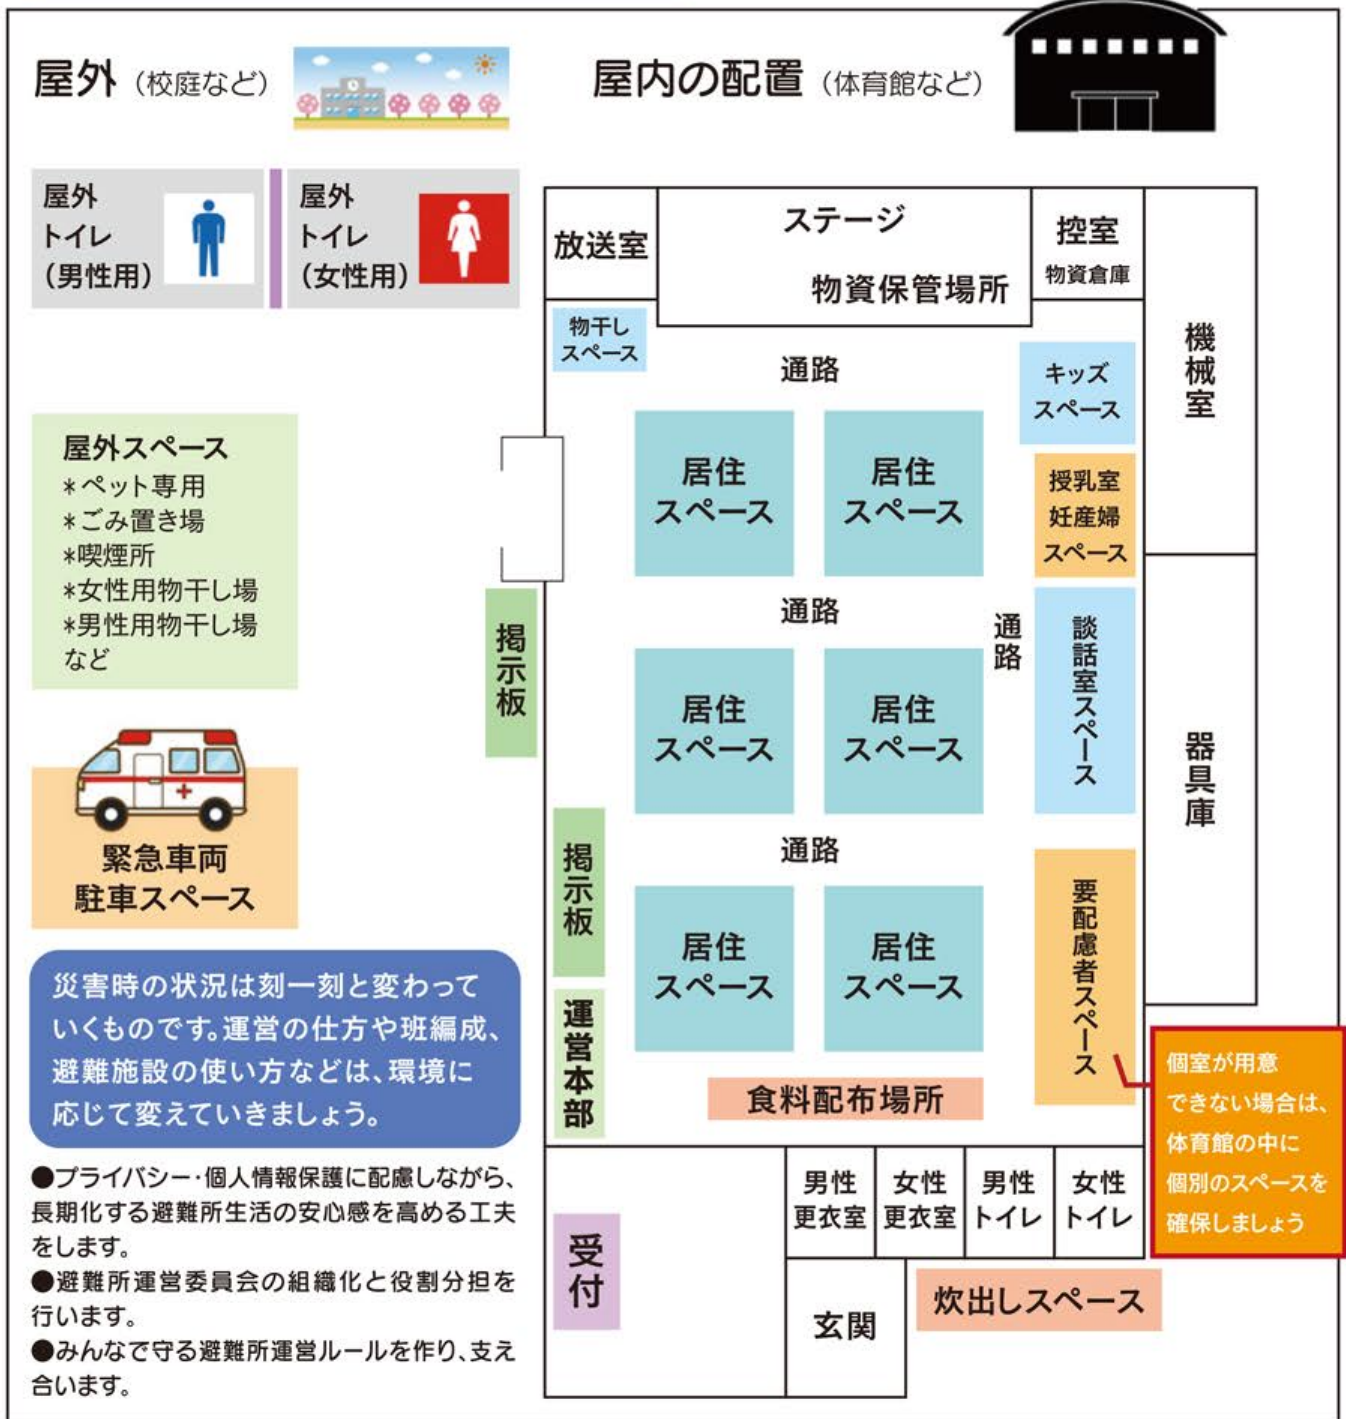 屋外（校庭など）
屋内の配置（体育館など）
屋外
トイレ
（男性用）
屋外
トイレ
（女性用）
屋外スペース
＊ペット専用
＊ごみ置き場
＊喫煙所
＊女性用物干し場
＊男性用物干し場
など
緊急車両
駐車スペース
災害時の状況は刻一刻と変わって
いくものです。運営の仕方や班編成、
避難施設の使い方などは、環境に
応じて変えていきましょう。
●プライバシー・個人情報保護に配慮しながら、
長期化する避難所生活の安心感を高める工夫
をします。
●避難所運営委員会の組織化と役割分担を
行います。
●みんなで守る避難所運営ルールを作り、支え
合います。
放送室
ステージ
物資保管場所
控室
物資倉庫
機械室
物干し
スペース
通路
キッズ
スペース
居住
スペース
居住
スペース
授乳室
妊産婦
スペース
掲示板
通路
通路
談話室スペース
器具庫
居住
スペース
居住
スペース
掲示板
通路
要配慮者スペース
居住
スペース
居住
スペース
運営本部
食料配布場所
個室が用意
できない場合は、
体育館の中に
個別のスペースを
確保しましょう
受付
男性
更衣室
女性
更衣室
男性
トイレ
女性
トイレ
玄関
炊出しスペース